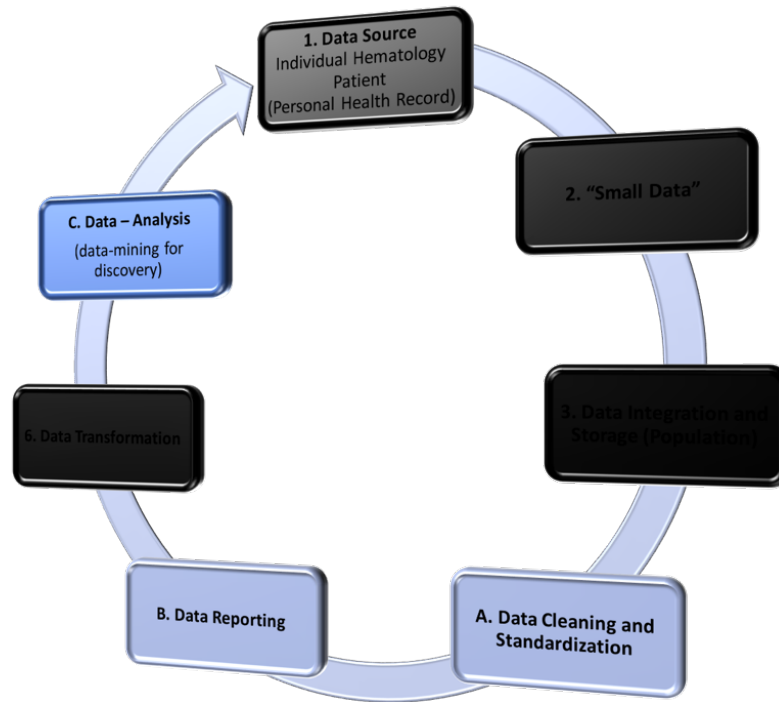 1. Data Source
Individual Hematology
Patient
(Personal Health Record)
2. “Small Data”
3. Data Integration and
Storage (Population)
A. Data Cleaning and
Standardization
B. Data Reporting
6. Data Transformation
C. Data – Analysis
(data-mining for
discovery)